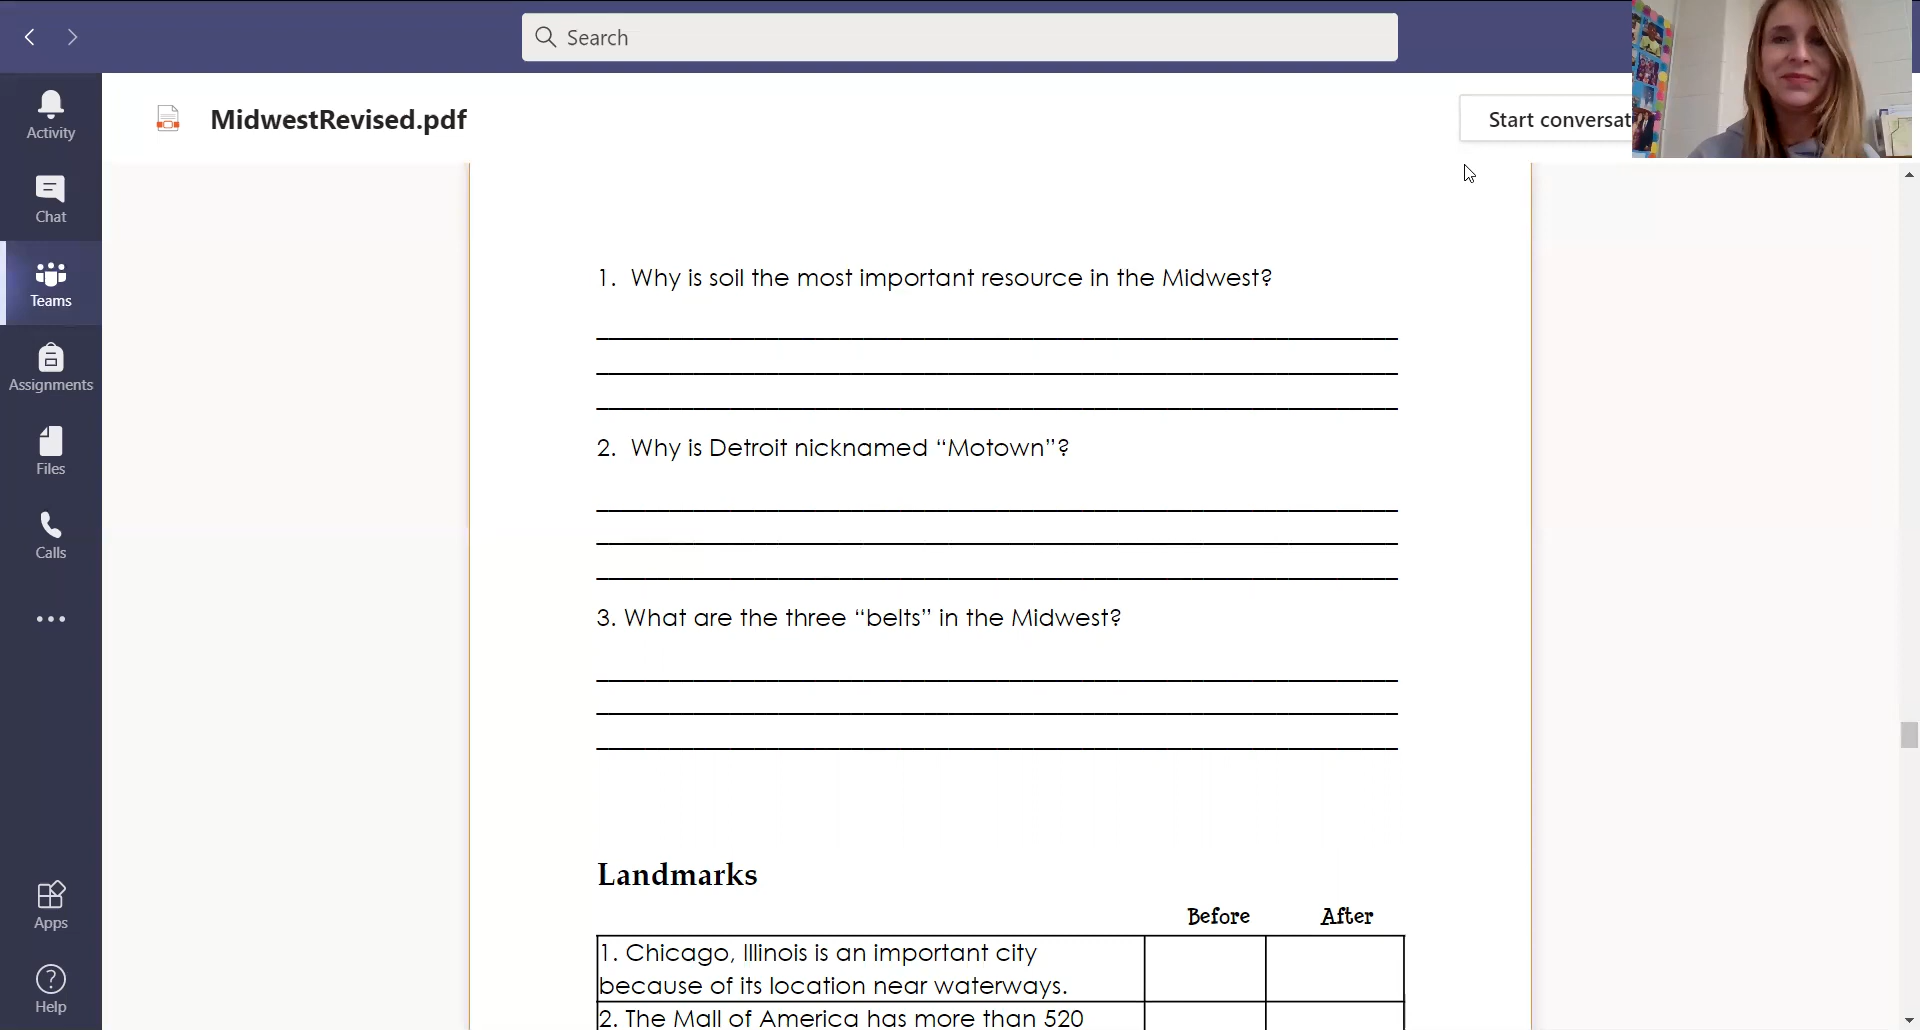 Search
Activity
Chat
Teams
Assignments
Files
Calls
Apps
Help
MidwestRevised.pdf
Start conversat
1. Why is soil the most important resource in the Midwest?
2. Why is Detroit nicknamed “Motown”?
3. What are the three “belts” in the Midwest?
Landmarks
Before After
1. Chicago, Illinois is an important city
because of its location near waterways.
2. The Mall of America has more than 520